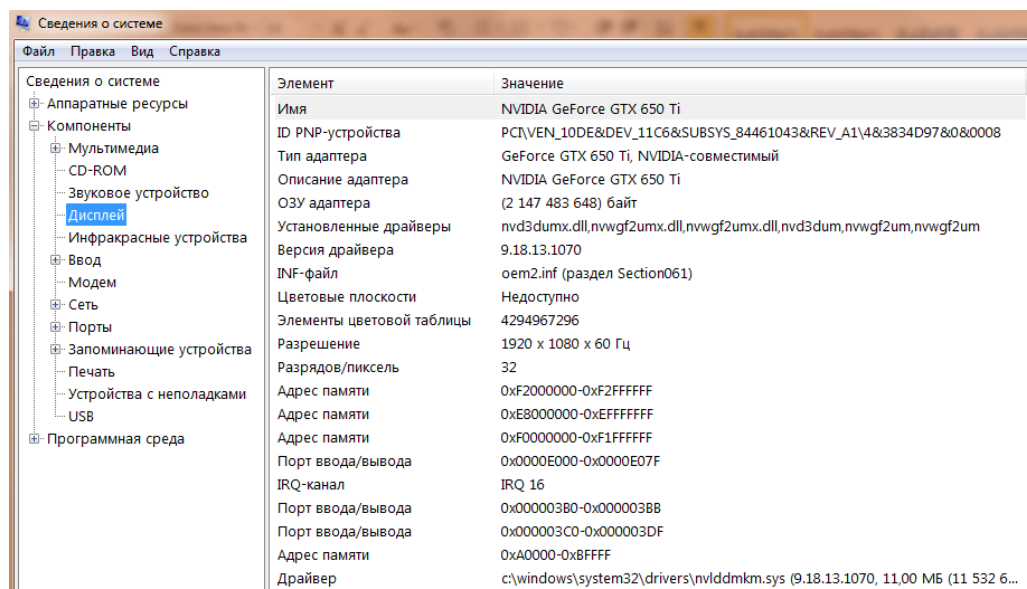 Сведения о системе
Файл Правка Вид Справка
Сведения о системе
Аппаратные ресурсы
Компоненты
Мультимедиа
CD-ROM
Звуковое устройство
Дисплей
Инфракрасные устройства
Ввод
Модем
Сеть
Порты
Запоминающие устройства
Печать
Устройства с неполадками
USB
Программная среда
Элемент Значение
Имя NVIDIA GeForce GTX 650 Ti
ID PNP-устройства PCI\VEN_10DE&DEV_11C6&SUBSYS_84461043&REV_A1\4&3834D97&0&0008
Тип адаптера GeForce GTX 650 Ti, NVIDIA-совместимый
Описание адаптера NVIDIA GeForce GTX 650 Ti
ОЗУ адаптера (2 147 483 648) байт
Установленные драйверы nvd3dumx.dll,nvwgf2umx.dll,nvwgf2umx.dll,nvd3dum,nvwgf2um,nvwgf2um
Версия драйвера 9.18.13.1070
INF-файл oem2.inf (раздел Section061)
Цветовые плоскости Недоступно
Элементы цветовой таблицы 4294967296
Разрешение 1920 x 1080 x 60 Гц
Разрядов/пиксель 32
Адрес памяти 0xF2000000-0xF2FFFFFF
Адрес памяти 0xE8000000-0xEFFFFFFF
Адрес памяти 0xF0000000-0xF1FFFFFF
Порт ввода/вывода 0x0000E000-0x0000E07F
IRQ-канал IRQ 16
Порт ввода/вывода 0x000003B0-0x000003BB
Порт ввода/вывода 0x000003C0-0x000003DF
Адрес памяти 0xA0000-0xBFFFF
Драйвер c:\windows\system32\drivers\nvlddmkm.sys (9.18.13.1070, 11,00 МБ (11 532 6...